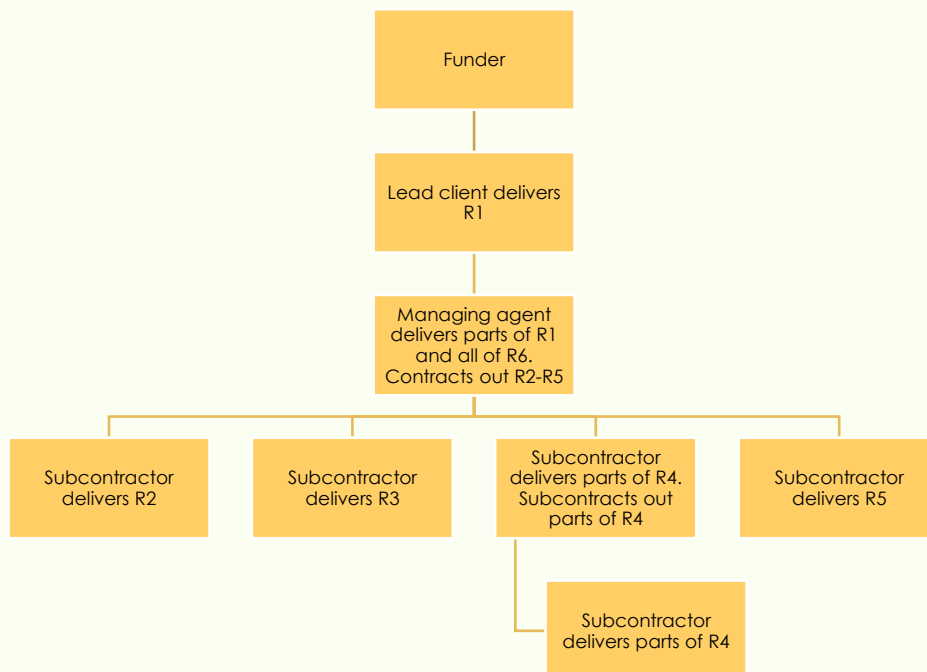 Funder
Lead client delivers
R1
Managing agent
delivers parts of R1
and all of R6.
Contracts out R2-R5
Subcontractor
delivers R2
Subcontractor
delivers R3
Subcontractor
delivers parts of R4.
Subcontracts out
parts of R4
Subcontractor
delivers R5
Subcontractor
delivers parts of R4